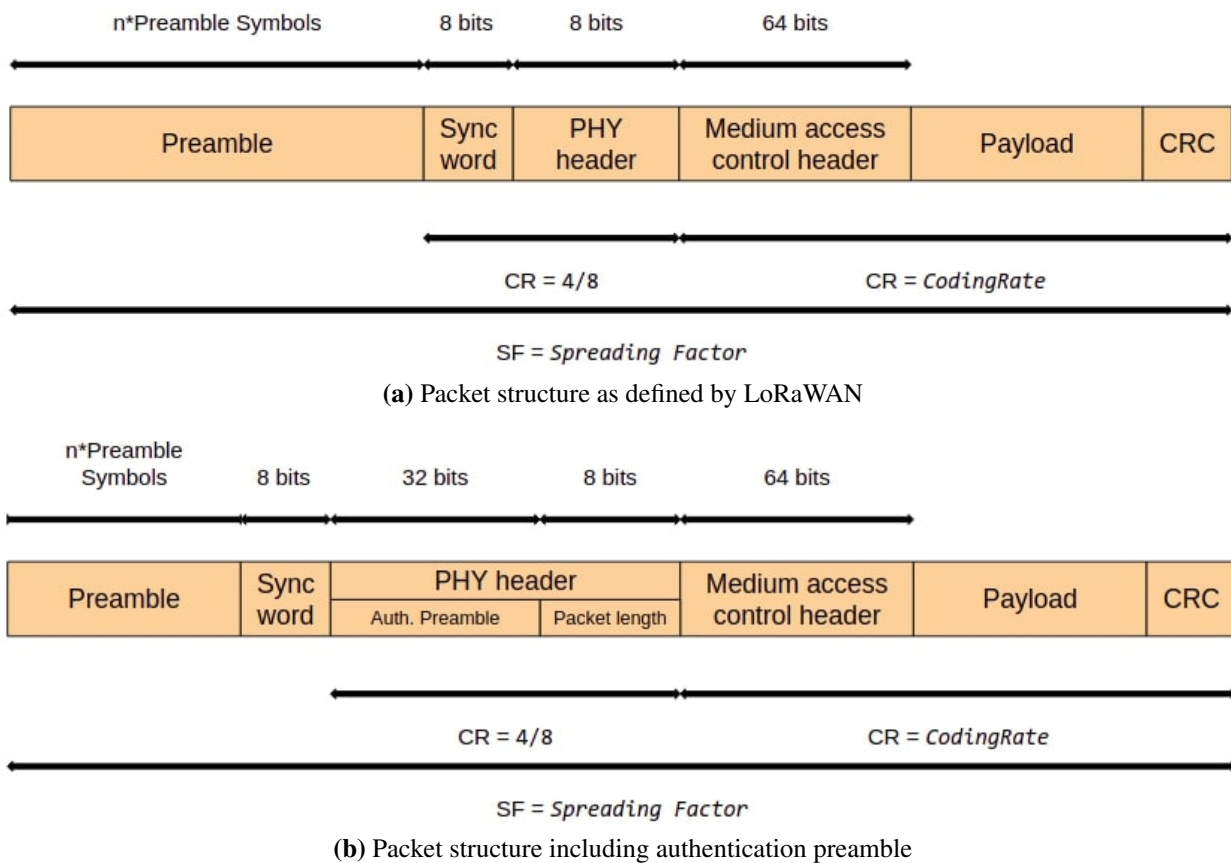 n*Preamble Symbols 8 bits 8 bits 64 bits
Preamble Sync word PHY header Medium access control header Payload CRC
CR = 4/8 CR = CodingRate
SF = Spreading Factor
(a) Packet structure as defined by LoRaWAN
n*Preamble Symbols 8 bits 32 bits 8 bits 64 bits
Preamble Sync word PHY header Medium access control header Payload CRC
Auth. Preamble Packet length
CR = 4/8 CR = CodingRate
SF = Spreading Factor
(b) Packet structure including authentication preamble